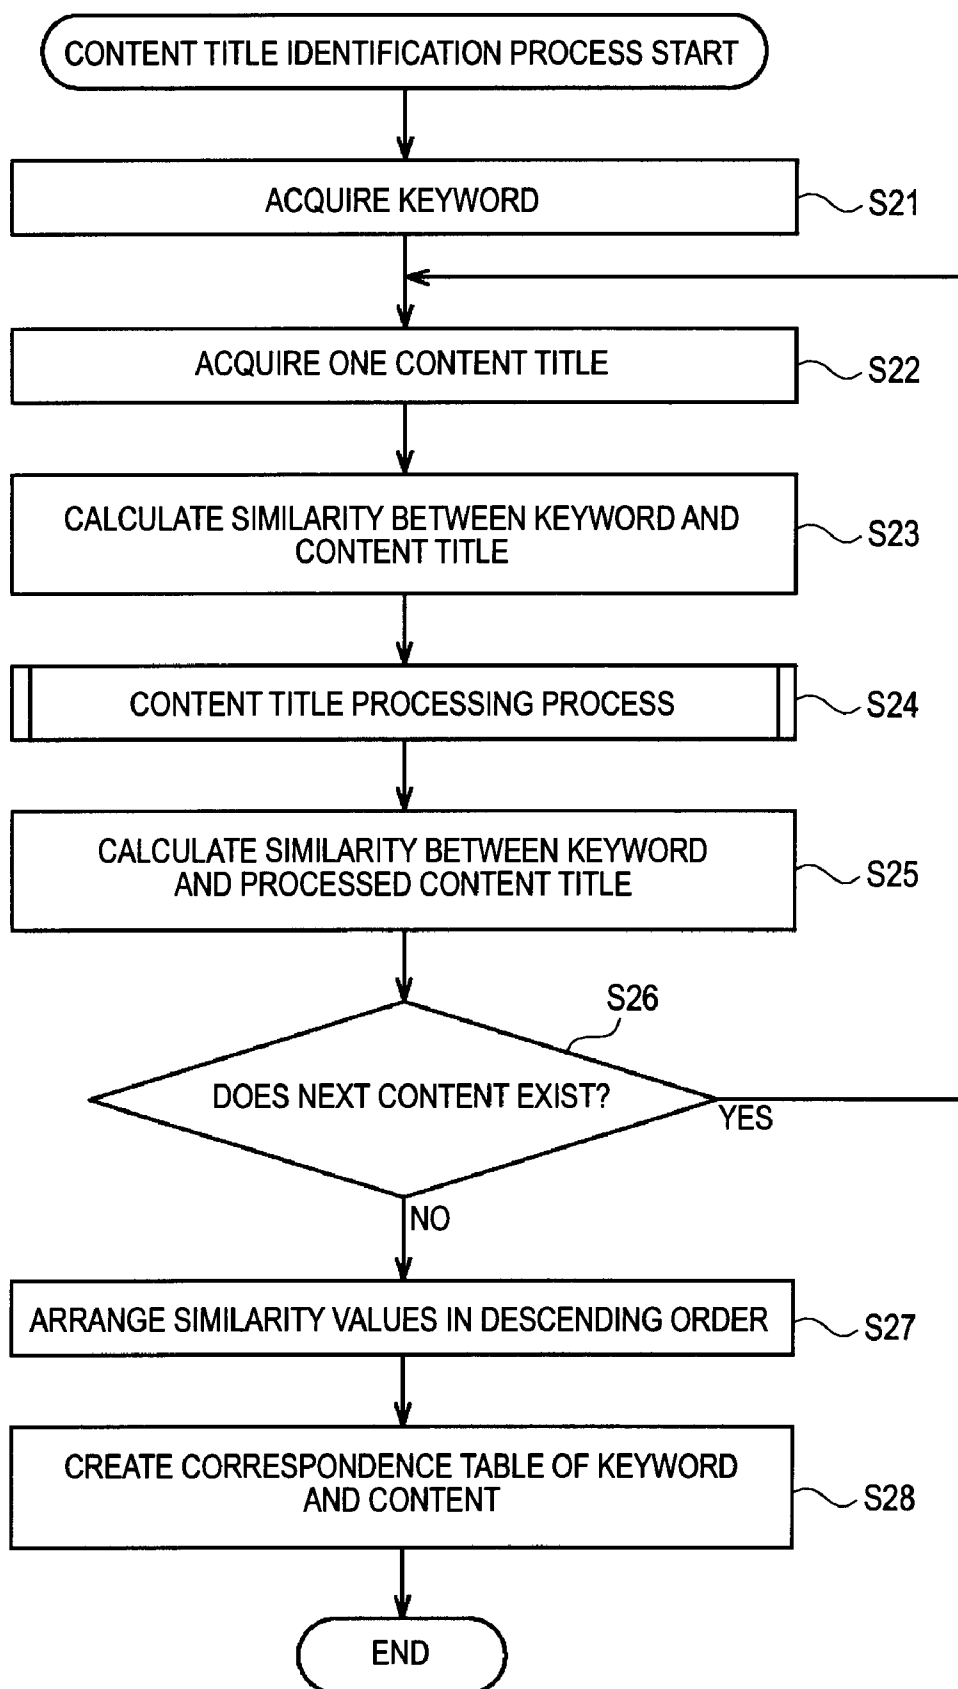 CONTENT TITLE IDENTIFICATION PROCESS START
ACQUIRE KEYWORD
S21
ACQUIRE ONE CONTENT TITLE
S22
CALCULATE SIMILARITY BETWEEN KEYWORD AND
CONTENT TITLE
S23
CONTENT TITLE PROCESSING PROCESS
S24
CALCULATE SIMILARITY BETWEEN KEYWORD
AND PROCESSED CONTENT TITLE
S25
S26
DOES NEXT CONTENT EXIST?
YES
NO
ARRANGE SIMILARITY VALUES IN DESCENDING ORDER
S27
CREATE CORRESPONDENCE TABLE OF KEYWORD
AND CONTENT
S28
END